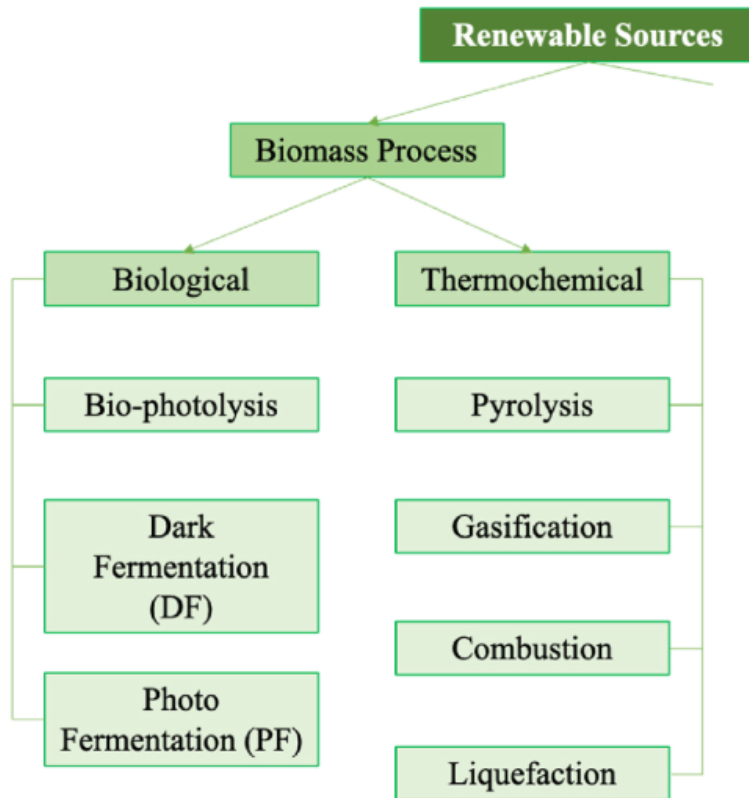 Renewable Sources
Biomass Process
Biological
Thermochemical
Bio-photolysis
Pyrolysis
Dark
Fermentation
(DF)
Gasification
Combustion
Photo
Fermentation (PF)
Liquefaction